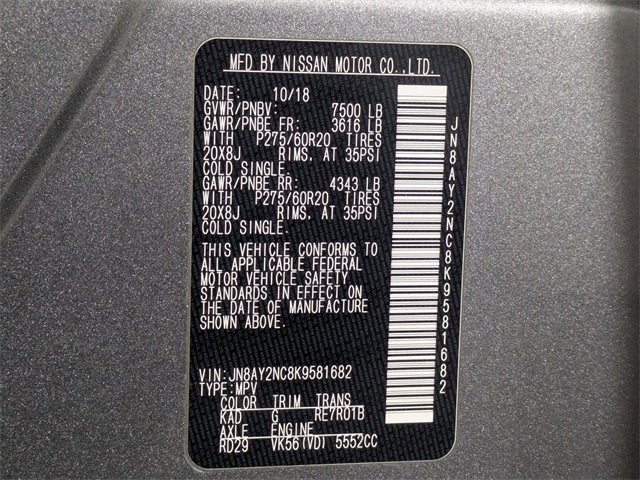 MFD BY NISSAN MOTOR CO.,LTD.
DATE: 10/18
GVWR/PNBV: 7500 LB
GAWR/PNBE FR: 3616 LB
WITH P275/60R20 TIRES
20X8J RIMS, AT 35PSI
COLD SINGLE.
GAWR/PNBE RR: 4343 LB
WITH P275/60R20 TIRES
20X8J RIMS, AT 35PSI
COLD SINGLE.
THIS VEHICLE CONFORMS TO
ALL APPLICABLE FEDERAL
MOTOR VEHICLE SAFETY
STANDARDS IN EFFECT ON
THE DATE OF MANUFACTURE
SHOWN ABOVE.
VIN:JN8AY2NC8K9581682
TYPE:MPV
COLOR TRIM TRANS
KAD G RE7R01B
AXLE ENGINE
RD29 VK56(VD) 5552CC
JN8AY2NC8K9581682